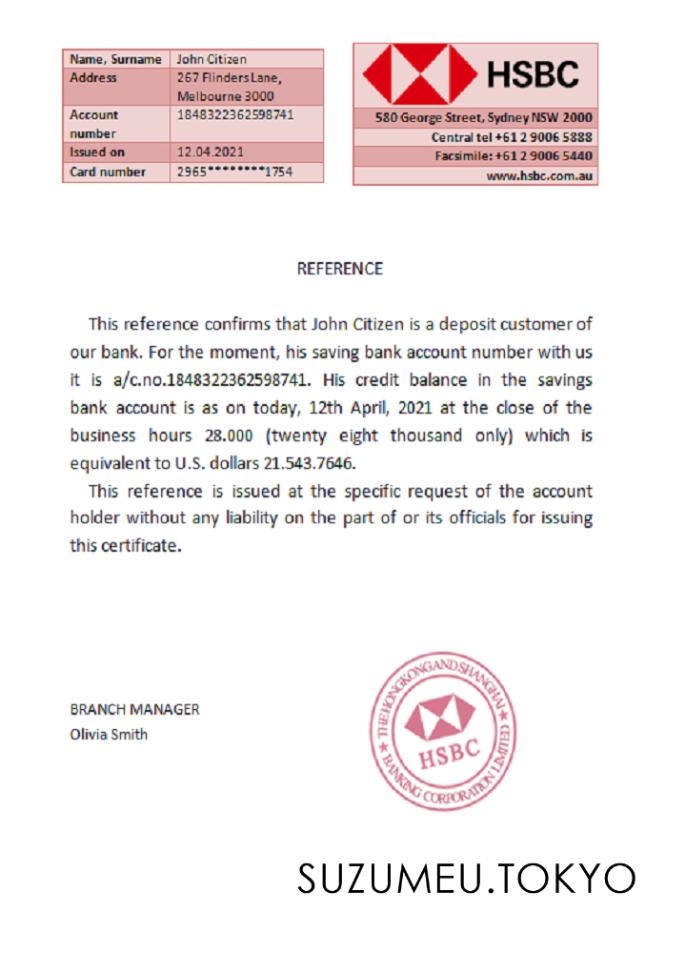 Name, Surname John Citizen
Address 267 Flinders Lane,
Melbourne 3000
Account
number 1848322362598741
Issued on 12.04.2021
Card number 2965********1754
HSBC
580 George Street, Sydney NSW 2000
Central tel +61 2 9006 5888
Facsimile: +61 2 9006 5440
www.hsbc.com.au
REFERENCE
This reference confirms that John Citizen is a deposit customer of
our bank. For the moment, his saving bank account number with us
it is a/c.no.1848322362598741. His credit balance in the savings
bank account is as on today, 12th April, 2021 at the close of the
business hours 28.000 (twenty eight thousand only) which is
equivalent to U.S. dollars 21.543.7646.
This reference is issued at the specific request of the account
holder without any liability on the part of or its officials for issuing
this certificate.
BRANCH MANAGER
Olivia Smith
THE HONGKONG AND SHANGHAI
HSBC
BANKING CORPORATION LIMITED
SUZUMEU.TOKYO